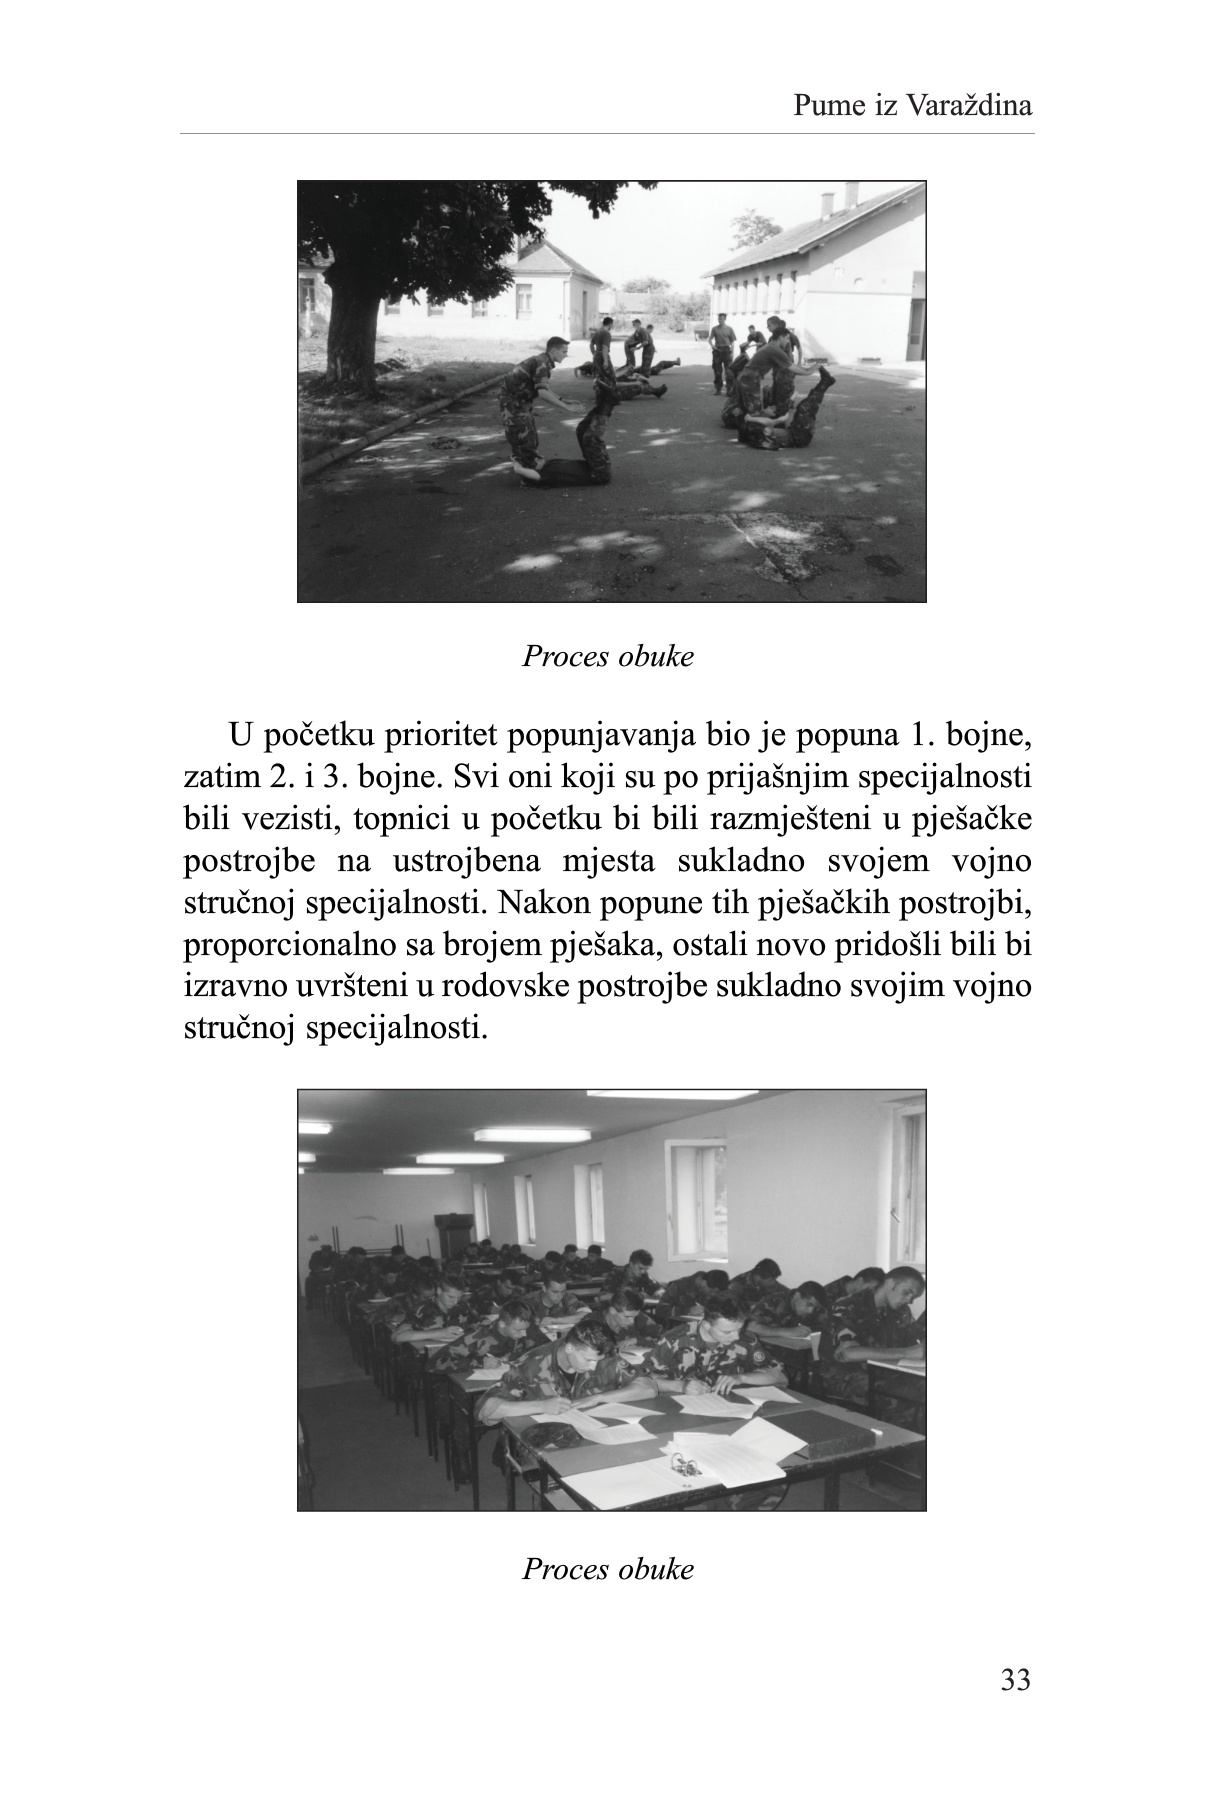 Pume iz Varaždina
Proces obuke
U početku prioritet popunjavanja bio je popuna 1. bojne,
zatim 2. i 3. bojne. Svi oni koji su po prijašnjim specijalnosti
bili vezisti, topnici u početku bi bili razmješteni u pješačke
postrojbe na ustrojbena mjesta sukladno svojem vojno
stručnoj specijalnosti. Nakon popune tih pješačkih postrojbi,
proporcionalno sa brojem pješaka, ostali novo pridošli bili bi
izravno uvršteni u rodovske postrojbe sukladno svojim vojno
stručnoj specijalnosti.
Proces obuke
33